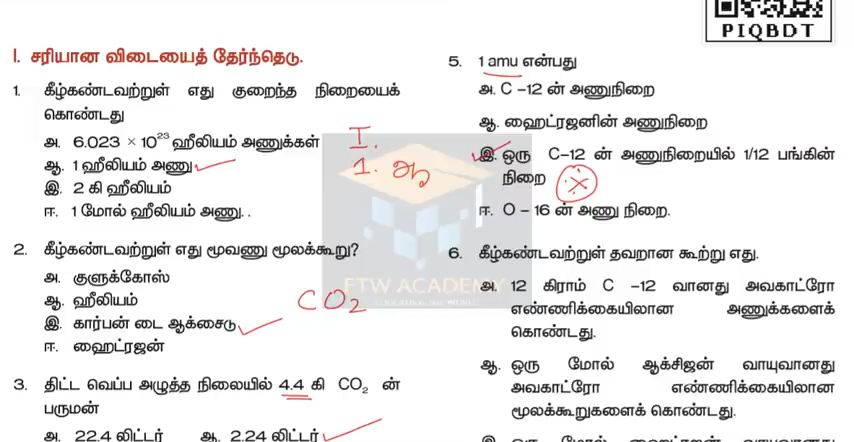 PIQBDT
I. சரியான விடையைத் தேர்ந்தெடு.
1. கீழ்கண்டவற்றுள் எது குறைந்த நிறையைக்
கொண்டது
அ. 6.023 × 10²³ ஹீலியம் அணுக்கள்
ஆ. 1 ஹீலியம் அணு
இ. 2 கி ஹீலியம்
ஈ. 1 மோல் ஹீலியம் அணு..
I.
1. ஆ
2. கீழ்கண்டவற்றுள் எது மூவணு மூலக்கூறு?
அ. குளுக்கோஸ்
ஆ. ஹீலியம்
இ. கார்பன் டை ஆக்சைடு
ஈ. ஹைட்ரஜன்
CO₂
3. திட்ட வெப்ப அழுத்த நிலையில் 4.4 கி CO₂ ன்
பருமன்
அ. 22.4 லிட்டர் ஆ. 2.24 லிட்டர்
FTW ACADEMY
5. 1 amu என்பது
அ. C –12 ன் அணுநிறை
ஆ. ஹைட்ரஜனின் அணுநிறை
இ. ஒரு C–12 ன் அணுநிறையில் 1/12 பங்கின்
நிறை
ஈ. O – 16 ன் அணு நிறை.
6. கீழ்கண்டவற்றுள் தவறான கூற்று எது.
அ. 12 கிராம் C –12 வானது அவகாட்ரோ
எண்ணிக்கையிலான அணுக்களைக்
கொண்டது.
ஆ. ஒரு மோல் ஆக்சிஜன் வாயுவானது
அவகாட்ரோ எண்ணிக்கையிலான
மூலக்கூறுகளைக் கொண்டது.
இ. ஒரு மோல் ஹைட்ரஜன் வாயுவானது